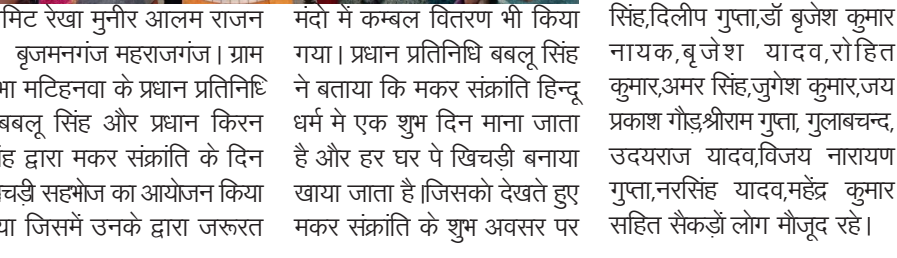 मिट रेखा मुनीर आलम राजन
बृजमनगंज महराजगंज। ग्राम
मटिहनवा के प्रधान प्रतिनिधि
बबलू सिंह और प्रधान किरन
द्वारा मकर संक्रांति के दिन
सहभोज का आयोजन किया
जिसमें उनके द्वारा जरूरत
मंदो में कम्बल वितरण भी किया
गया। प्रधान प्रतिनिधि बबलू सिंह
ने बताया कि मकर संक्रांति हिन्दू
धर्म मे एक शुभ दिन माना जाता
है और हर घर पे खिचड़ी बनाया
खाया जाता है।जिसको देखते हुए
मकर संक्रांति के शुभ अवसर पर
सिंह,दिलीप गुप्ता,डॉ बृजेश कुमार
नायक,बृजेश यादव,रोहित
कुमार,अमर सिंह,जुगेश कुमार,जय
प्रकाश गौड़,श्रीराम गुप्ता, गुलाबचन्द,
उदयराज यादव,विजय नारायण
गुप्ता,नरसिंह यादव,महेंद्र कुमार
सहित सैकड़ों लोग मौजूद रहे।